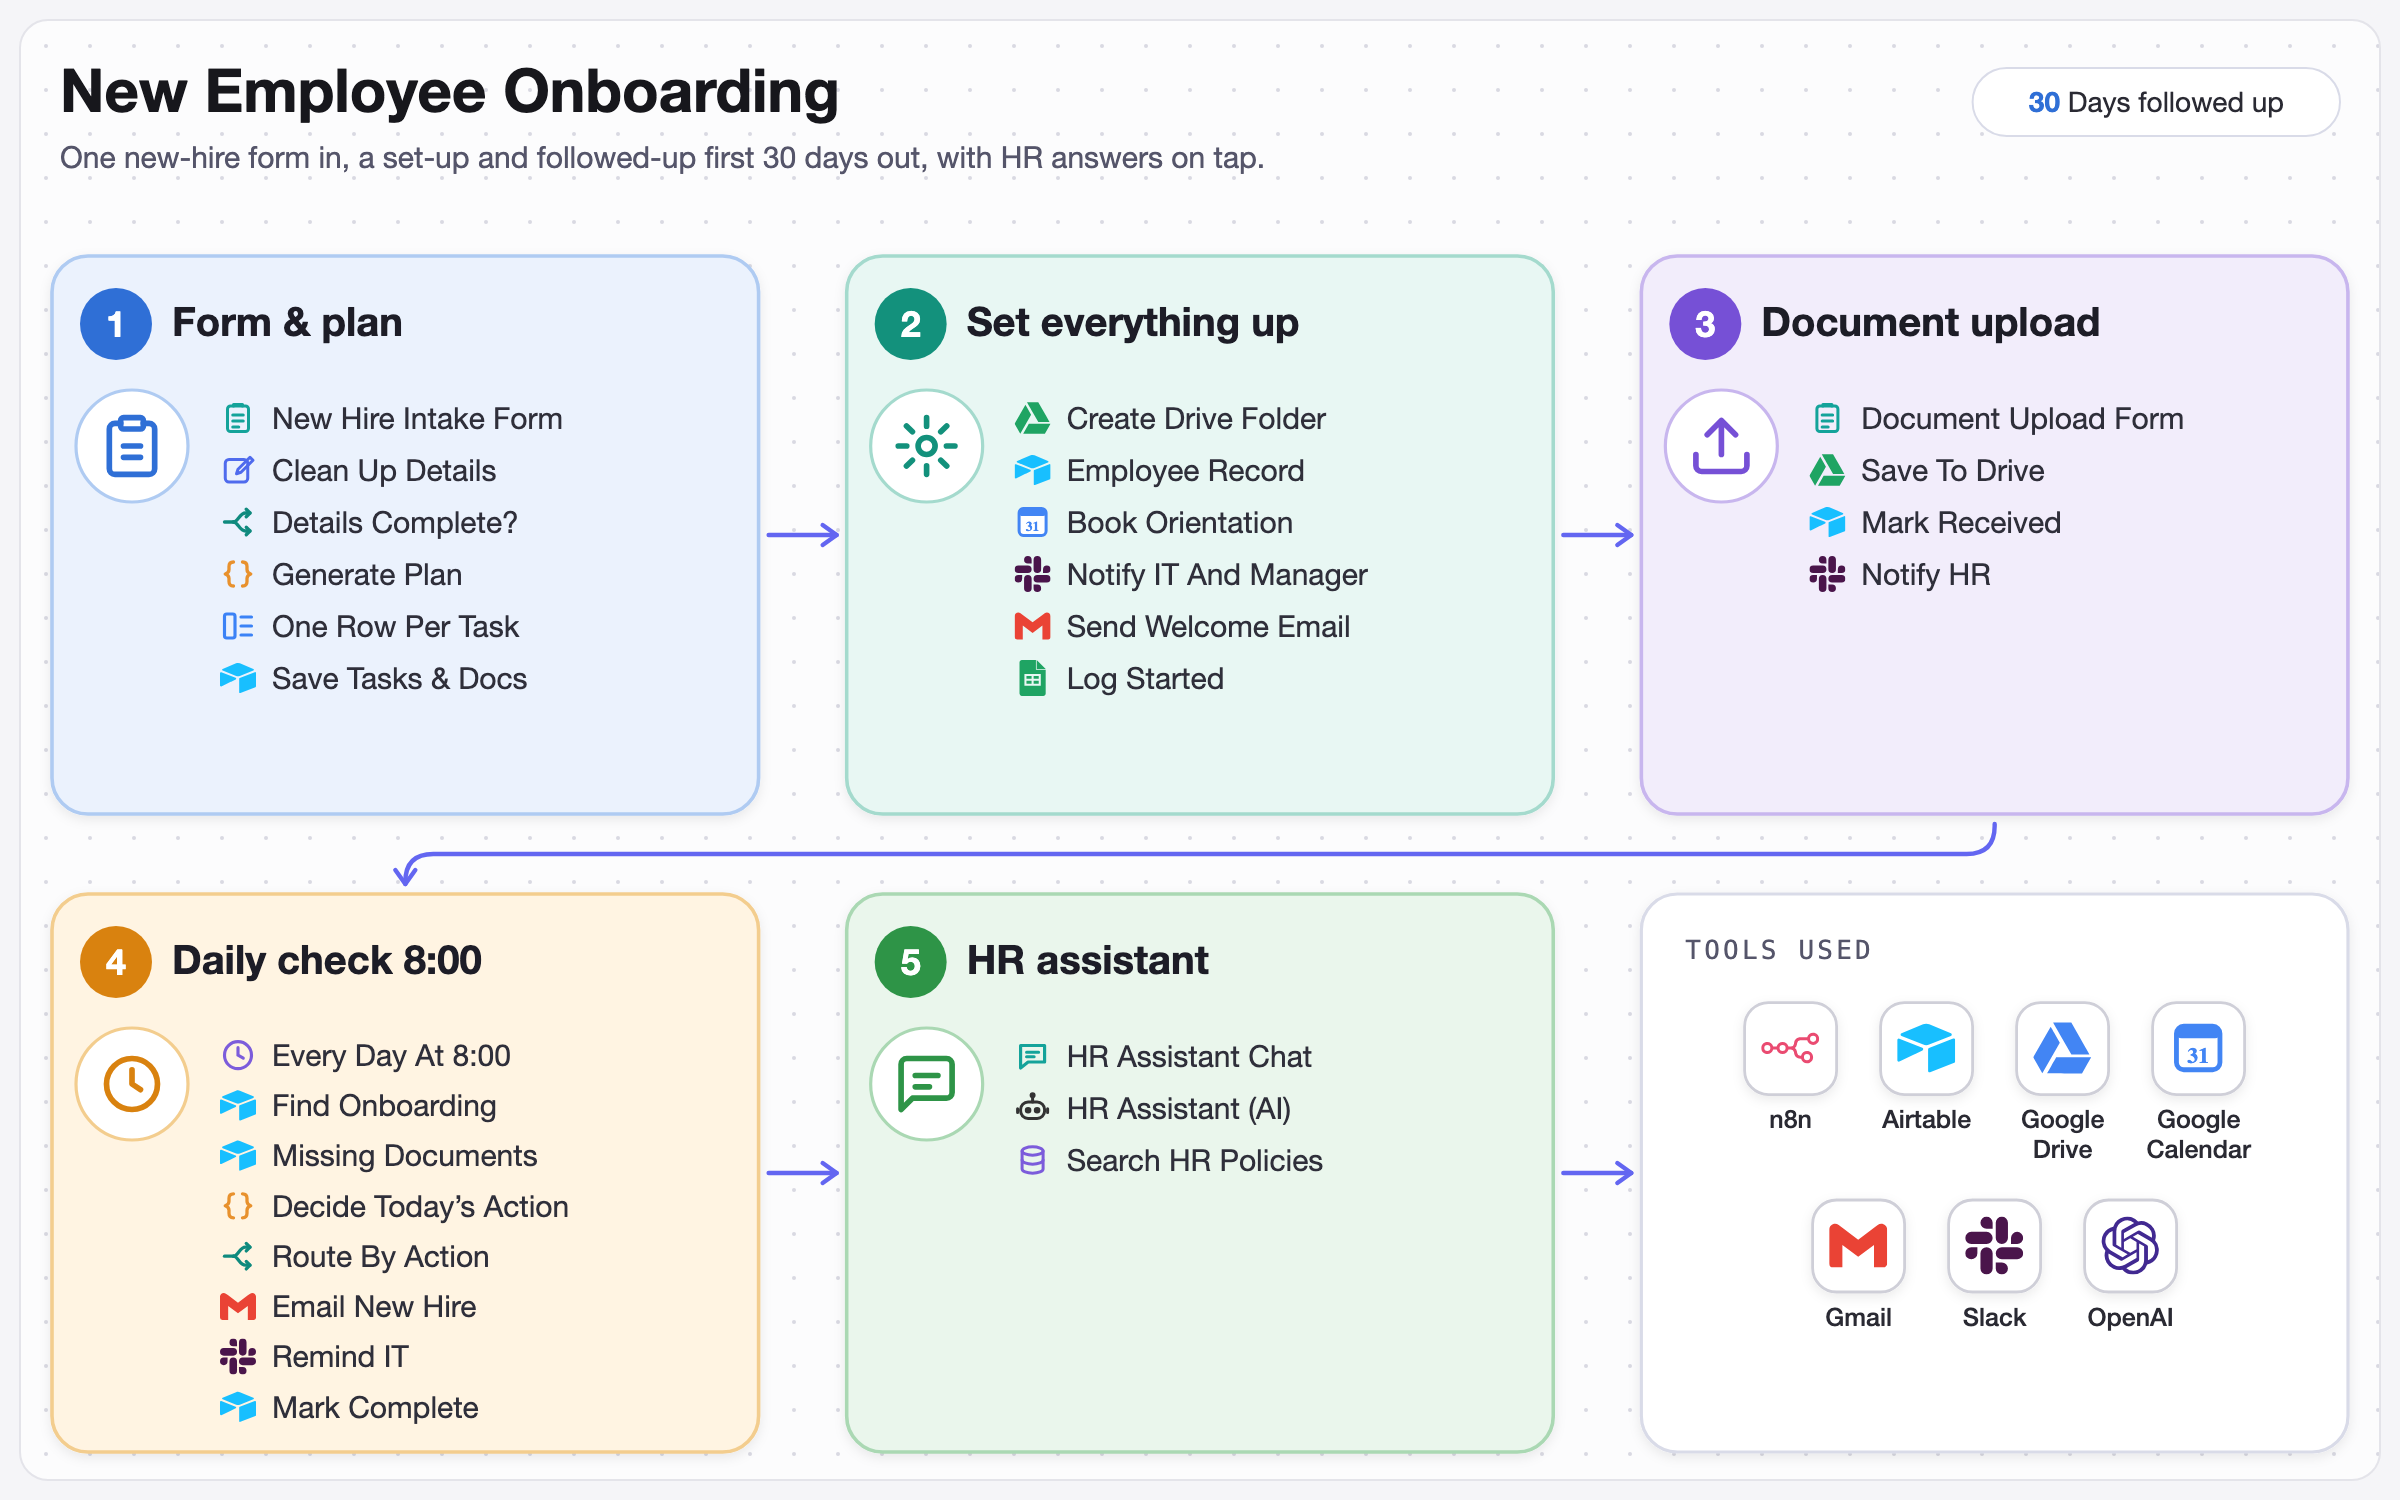 New Employee Onboarding
30 Days followed up
One new-hire form in, a set-up and followed-up first 30 days out, with HR answers on tap.
1 Form & plan
New Hire Intake Form
Clean Up Details
Details Complete?
{} Generate Plan
One Row Per Task
Save Tasks & Docs
2 Set everything up
Create Drive Folder
Employee Record
31 Book Orientation
Notify IT And Manager
Send Welcome Email
Log Started
3 Document upload
Document Upload Form
Save To Drive
Mark Received
Notify HR
4 Daily check 8:00
Every Day At 8:00
Find Onboarding
Missing Documents
{} Decide Today’s Action
Route By Action
Email New Hire
Remind IT
Mark Complete
5 HR assistant
HR Assistant Chat
HR Assistant (AI)
Search HR Policies
TOOLS USED
31
n8n
Airtable
Google
Drive
Google
Calendar
Gmail
Slack
OpenAI